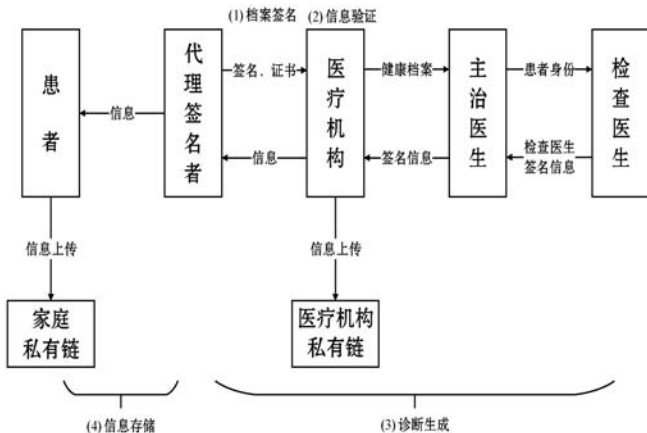 (1) 档案签名
(2) 信息验证
患者
信息
代理签名者
签名、证书
信息
医疗机构
健康档案
签名信息
主治医生
患者身份
检查医生
签名信息
检查医生
信息上传
信息上传
家庭
私有链
医疗机构
私有链
(4) 信息存储
(3) 诊断生成